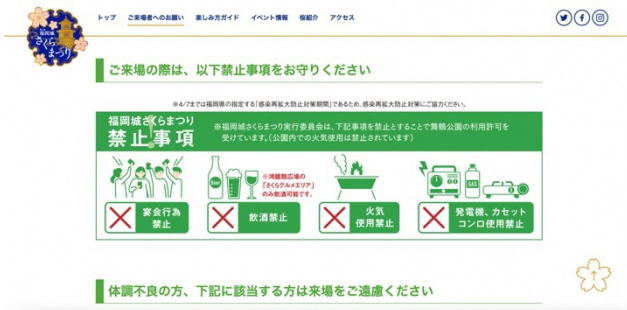 福岡城
さくら
まつり
トップ ご来場者へのお願い 楽しみ方ガイド イベント情報 桜紹介 アクセス
ご来場の際は、以下禁止事項をお守りください
※4/7までは福岡県の指定する「感染再拡大防止対策期間」であるため、感染再拡大防止対策にご協力ください。
福岡城さくらまつり
禁止事項
※福岡城さくらまつり実行委員会は、下記事項を禁止とすることで舞鶴公園の利用許可を
受けています。（公園内での火気使用は禁止されています）
Beer
※鴻臚館広場の
「さくらグルメエリア」
のみ飲酒可能です。
GAS
宴会行為
禁止
飲酒禁止
火気
使用禁止
発電機、カセット
コンロ使用禁止
体調不良の方、下記に該当する方は来場をご遠慮ください